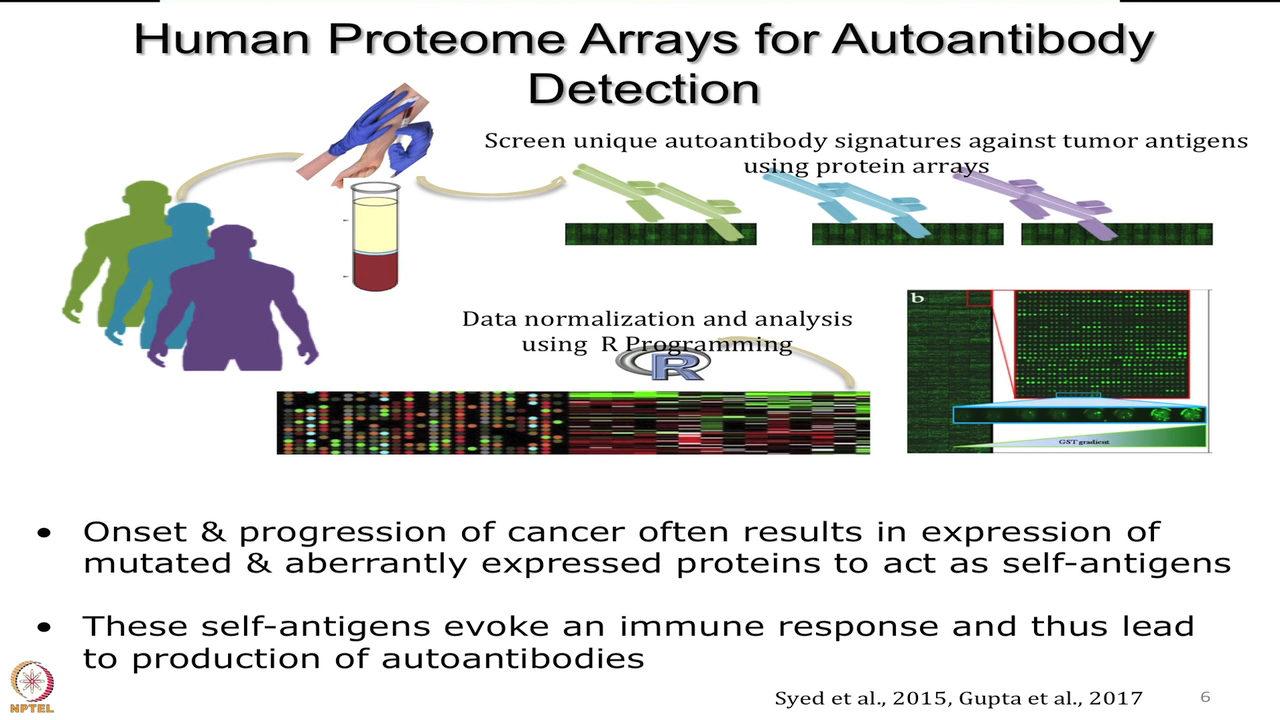 Human Proteome Arrays for Autoantibody
Detection
Screen unique autoantibody signatures against tumor antigens
using protein arrays
Data normalization and analysis
using R Programming
R
b
GST gradient
• Onset & progression of cancer often results in expression of
mutated & aberrantly expressed proteins to act as self-antigens
• These self-antigens evoke an immune response and thus lead
to production of autoantibodies
NPTEL
Syed et al., 2015, Gupta et al., 2017
6